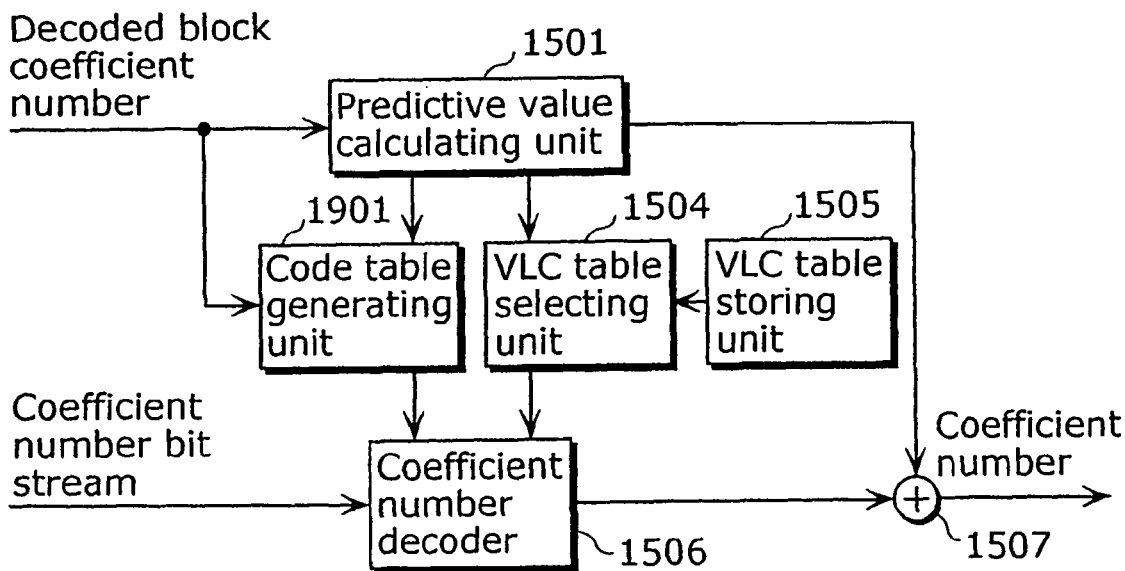 Decoded block
coefficient
number
1501
Predictive value
calculating unit
1901
Code table
generating
unit
1504
VLC table
selecting
unit
1505
VLC table
storing
unit
Coefficient
number bit
stream
Coefficient
number
decoder
1506
Coefficient
number
+
1507